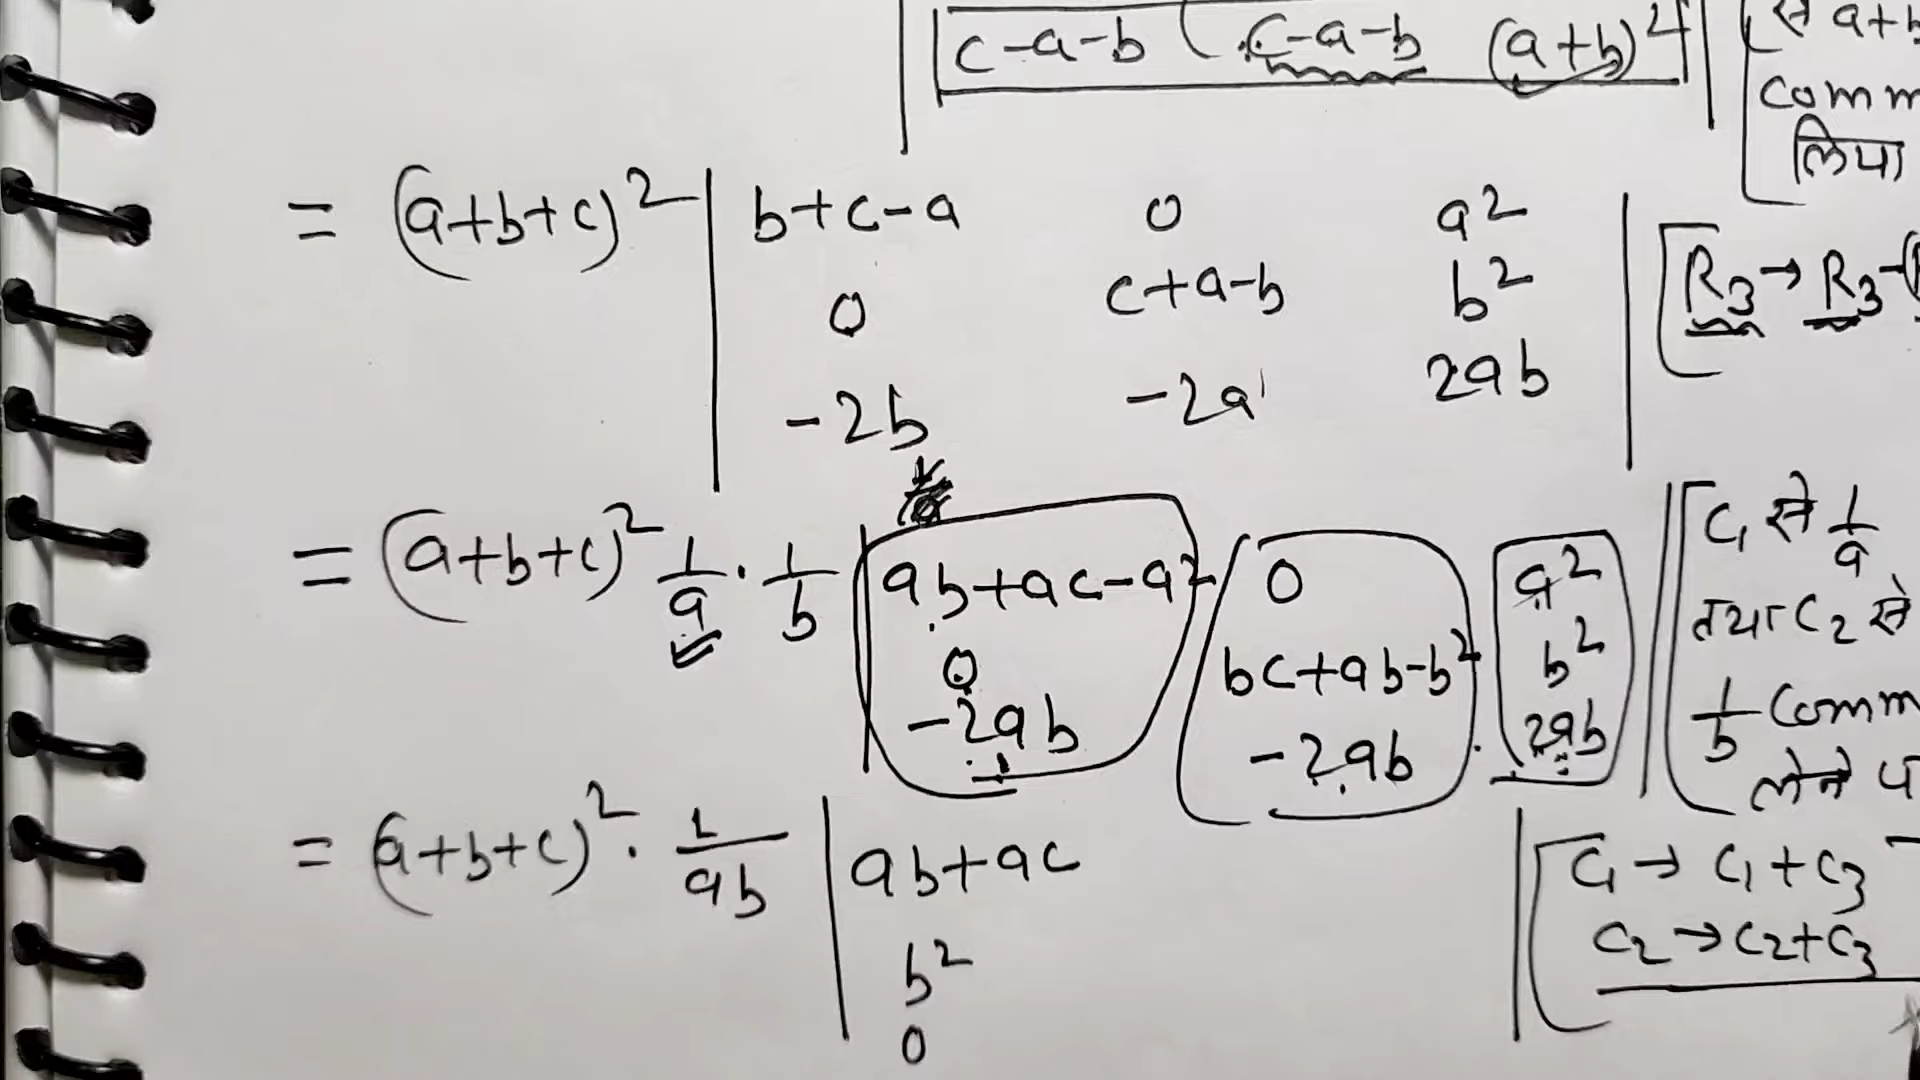 c-a-b c-a-b (a+b)²
से a+b
comm
लिया
= (a+b+c)² | b+c-a 0 a² |
0 c+a-b b²
-2b -2a 2ab
[R₃→R₃-(
= (a+b+c)² 1/a · 1/b | ab+ac-a² 0 a² |
0 bc+ab-b² b²
-2ab -2ab 2ab
[C₁ से 1/a
तथा C₂ से
1/b Comm
लेने प
= (a+b+c)² · 1/ab | ab+ac |
b²
0
[C₁→C₁+C₃
C₂→C₂+C₃